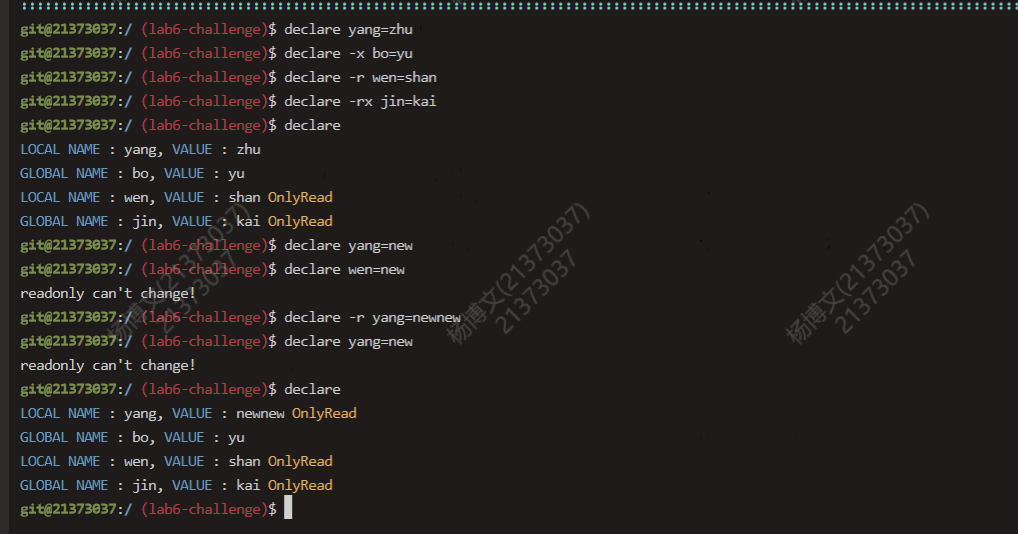 ::::::::::::::::::::::::::::::::::::::::::::::::::::::::::::::::::::::::::::::::::::::::::::::::::::::::::::::::::::::::::::
git@21373037:/ (lab6-challenge)$ declare yang=zhu
git@21373037:/ (lab6-challenge)$ declare -x bo=yu
git@21373037:/ (lab6-challenge)$ declare -r wen=shan
git@21373037:/ (lab6-challenge)$ declare -rx jin=kai
git@21373037:/ (lab6-challenge)$ declare
LOCAL NAME : yang, VALUE : zhu
GLOBAL NAME : bo, VALUE : yu
LOCAL NAME : wen, VALUE : shan OnlyRead
GLOBAL NAME : jin, VALUE : kai OnlyRead
git@21373037:/ (lab6-challenge)$ declare yang=new
git@21373037:/ (lab6-challenge)$ declare wen=new
readonly can't change!
git@21373037:/ (lab6-challenge)$ declare -r yang=newnew
git@21373037:/ (lab6-challenge)$ declare yang=new
readonly can't change!
git@21373037:/ (lab6-challenge)$ declare
LOCAL NAME : yang, VALUE : newnew OnlyRead
GLOBAL NAME : bo, VALUE : yu
LOCAL NAME : wen, VALUE : shan OnlyRead
GLOBAL NAME : jin, VALUE : kai OnlyRead
git@21373037:/ (lab6-challenge)$
杨博文(21373037)
21373037
杨博文(21373037)
21373037
杨博文(21373037)
21373037